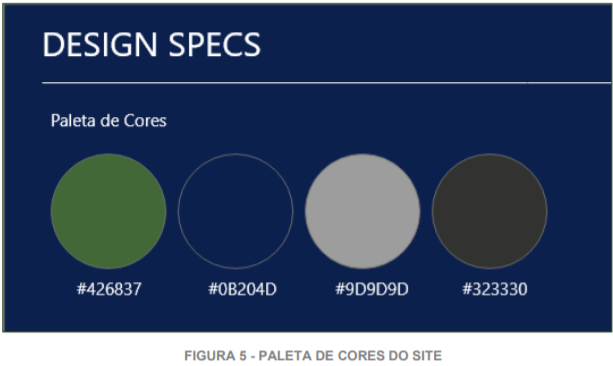 DESIGN SPECS
Paleta de Cores
#426837 #0B204D #9D9D9D #323330
FIGURA 5 - PALETA DE CORES DO SITE